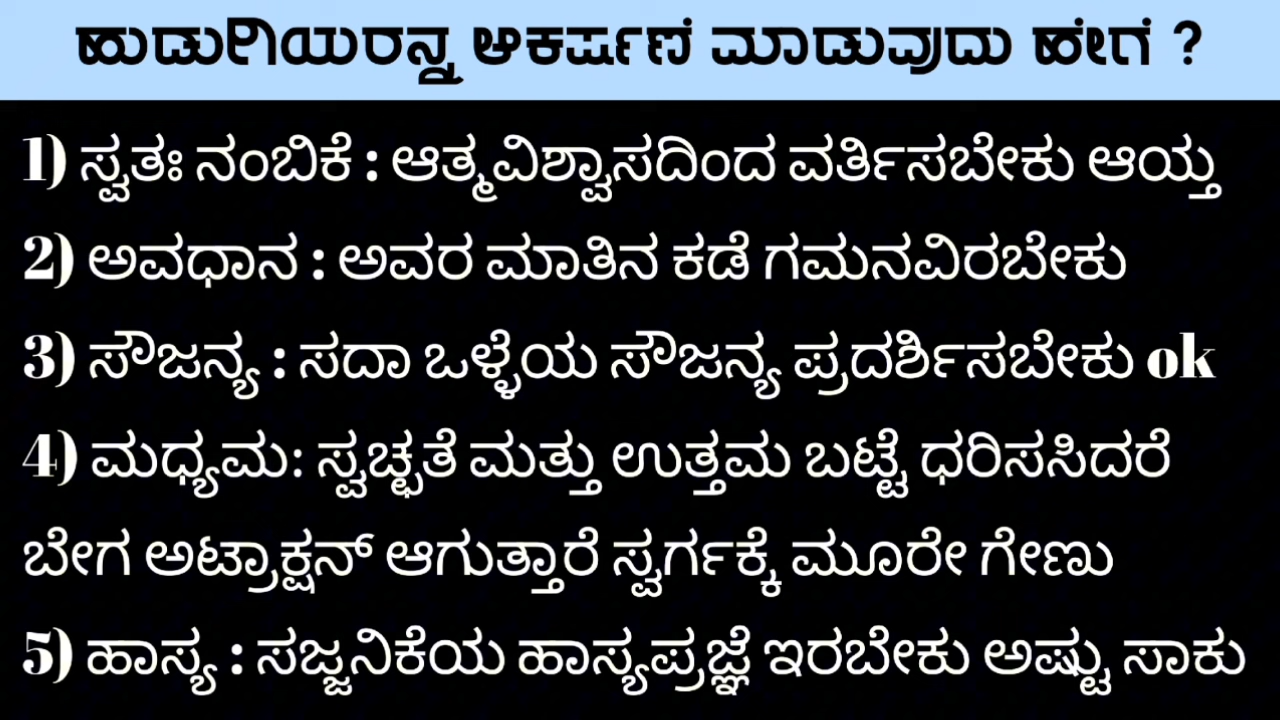 ಹುಡುಗಿಯರನ್ನ ಆಕರ್ಷಣೆ ಮಾಡುವುದು ಹೇಗೆ ?
1) ಸ್ವತಃ ನಂಬಿಕೆ : ಆತ್ಮವಿಶ್ವಾಸದಿಂದ ವರ್ತಿಸಬೇಕು ಆಯ್ತ
2) ಅವಧಾನ : ಅವರ ಮಾತಿನ ಕಡೆ ಗಮನವಿರಬೇಕು
3) ಸೌಜನ್ಯ : ಸದಾ ಒಳ್ಳೆಯ ಸೌಜನ್ಯ ಪ್ರದರ್ಶಿಸಬೇಕು ok
4) ಮಧ್ಯಮ: ಸ್ವಚ್ಛತೆ ಮತ್ತು ಉತ್ತಮ ಬಟ್ಟೆ ಧರಿಸಸಿದರೆ
ಬೇಗ ಅಟ್ರಾಕ್ಷನ್ ಆಗುತ್ತಾರೆ ಸ್ವರ್ಗಕ್ಕೆ ಮೂರೇ ಗೇಣು
5) ಹಾಸ್ಯ : ಸಜ್ಜನಿಕೆಯ ಹಾಸ್ಯಪ್ರಜ್ಞೆ ಇರಬೇಕು ಅಷ್ಟು ಸಾಕು